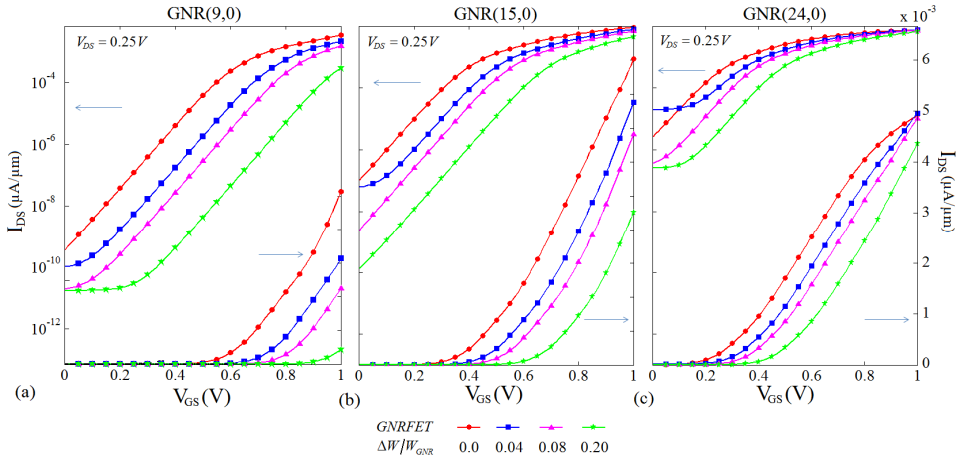 GNR(9,0)
GNR(15,0)
GNR(24,0)
x 10⁻³
V_DS = 0.25V
V_DS = 0.25V
V_DS = 0.25V
I_DS (μA/μm)
10⁻⁴
10⁻⁶
10⁻⁸
10⁻¹⁰
10⁻¹²
6
5
4
3
2
1
0
I_DS (μA/μm)
0 0.2 0.4 0.6 0.8 1
0 0.2 0.4 0.6 0.8 1
0 0.2 0.4 0.6 0.8 1
(a) V_GS (V)
(b) V_GS (V)
(c) V_GS (V)
GNRFET
ΔW/W_GNR 0.0 0.04 0.08 0.20